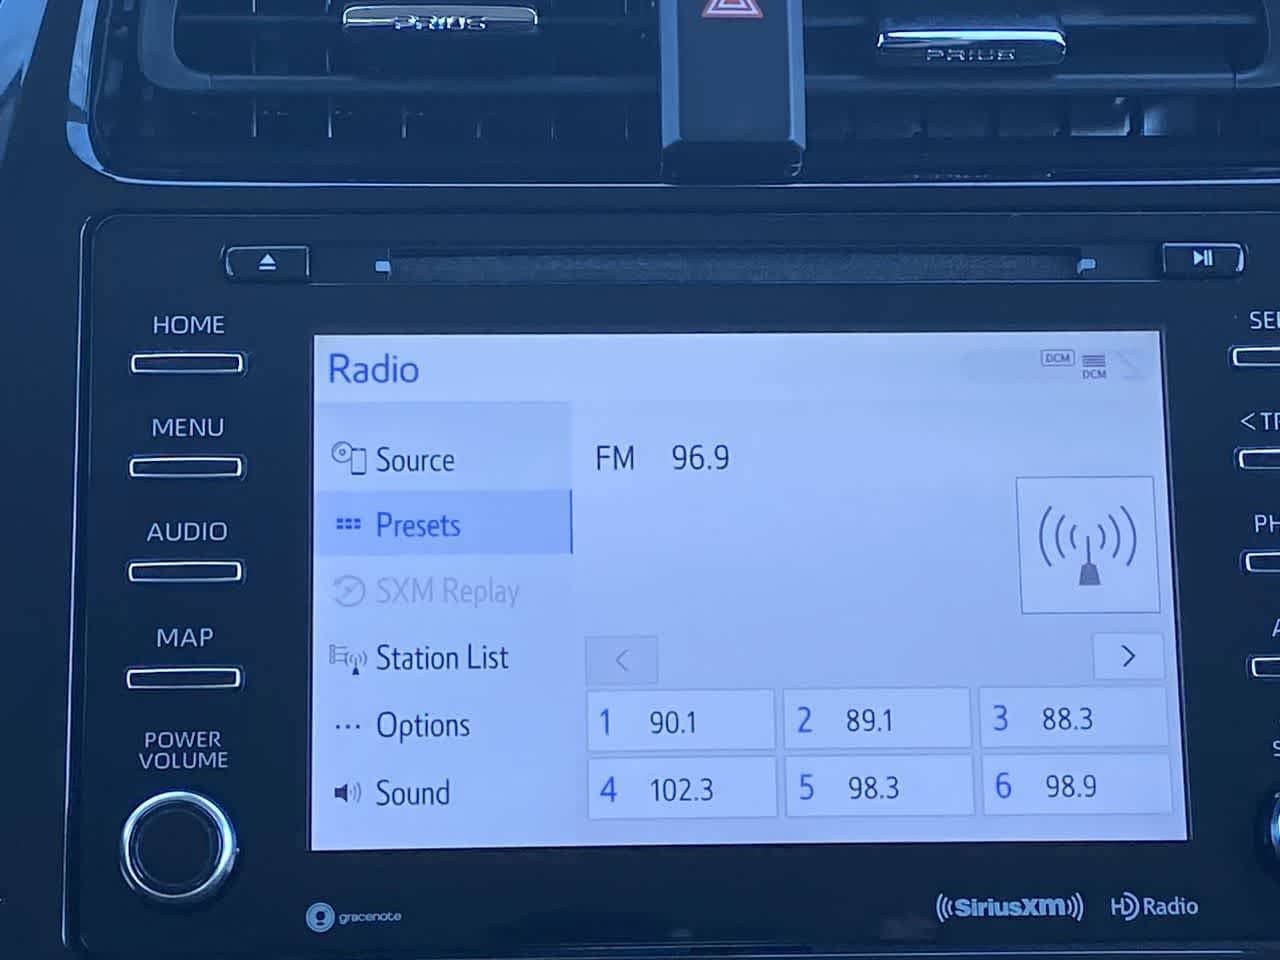 PRIUS
PRIUS
HOME
MENU
AUDIO
MAP
POWER
VOLUME
Radio
DCM
DCM
Source
Presets
SXM Replay
Station List
Options
Sound
FM 96.9
<
>
1 90.1
2 89.1
3 88.3
4 102.3
5 98.3
6 98.9
gracenote
SiriusXM
HD Radio
< T
PH